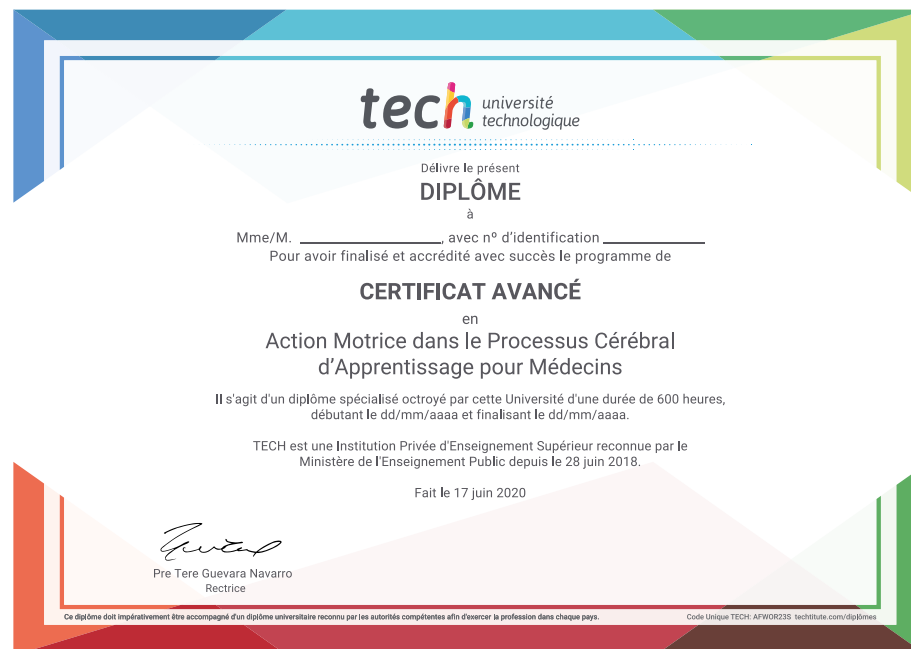 tech université
technologique
Délivre le présent
DIPLÔME
à
Mme/M. ____________________, avec nº d'identification ______________
Pour avoir finalisé et accrédité avec succès le programme de
CERTIFICAT AVANCÉ
en
Action Motrice dans le Processus Cérébral
d'Apprentissage pour Médecins
Il s'agit d'un diplôme spécialisé octroyé par cette Université d'une durée de 600 heures,
débutant le dd/mm/aaaa et finalisant le dd/mm/aaaa.
TECH est une Institution Privée d'Enseignement Supérieur reconnue par le
Ministère de l'Enseignement Public depuis le 28 juin 2018.
Fait le 17 juin 2020
Pre Tere Guevara Navarro
Rectrice
Ce diplôme doit impérativement être accompagné d'un diplôme universitaire reconnu par les autorités compétentes afin d'exercer la profession dans chaque pays.
Code Unique TECH: AFWOR23S techtitute.com/diplômes